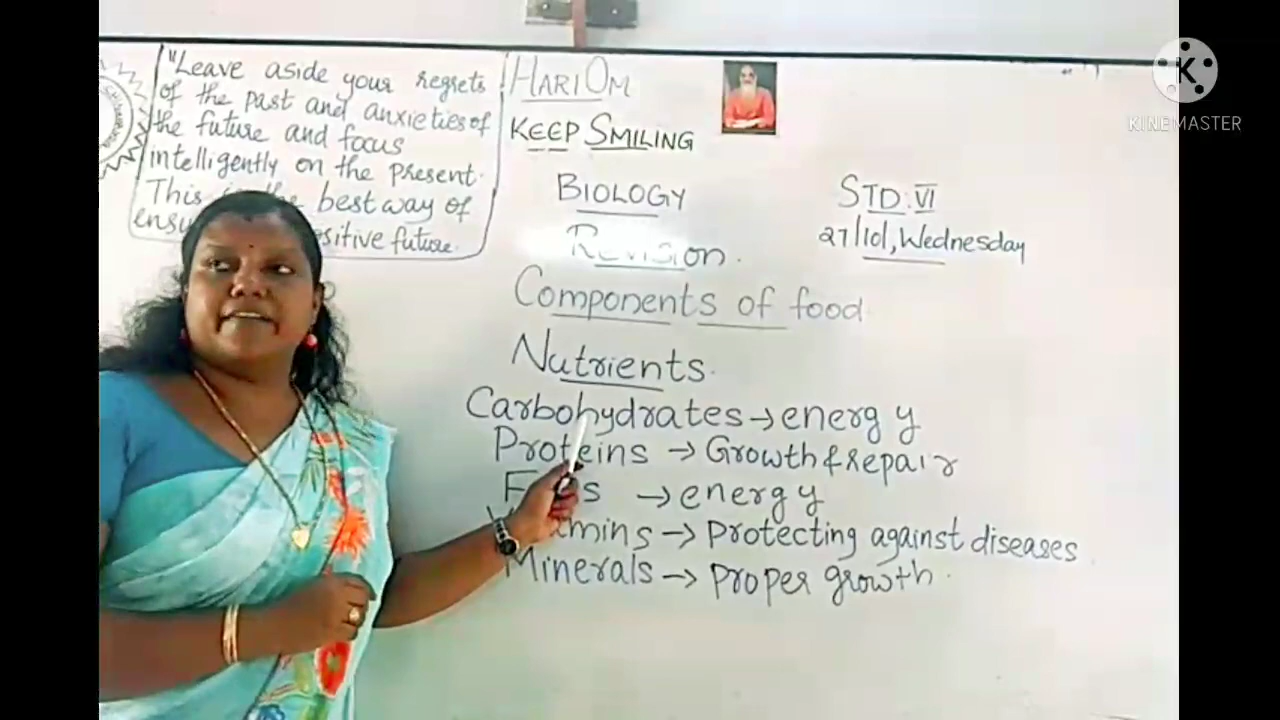 "Leave aside your regrets
of the past and anxieties of
the future and focus
intelligently on the present.
This the best way of
future.
HARI OM
KEEP SMILING
BIOLOGY
STD: VI
27/10/, Wednesday
Revision.
Components of food
Nutrients.
Carbohydrates → energy
Proteins → Growth & repair
→ energy
→ Protecting against diseases
Minerals → proper growth.
K
KINEMASTER